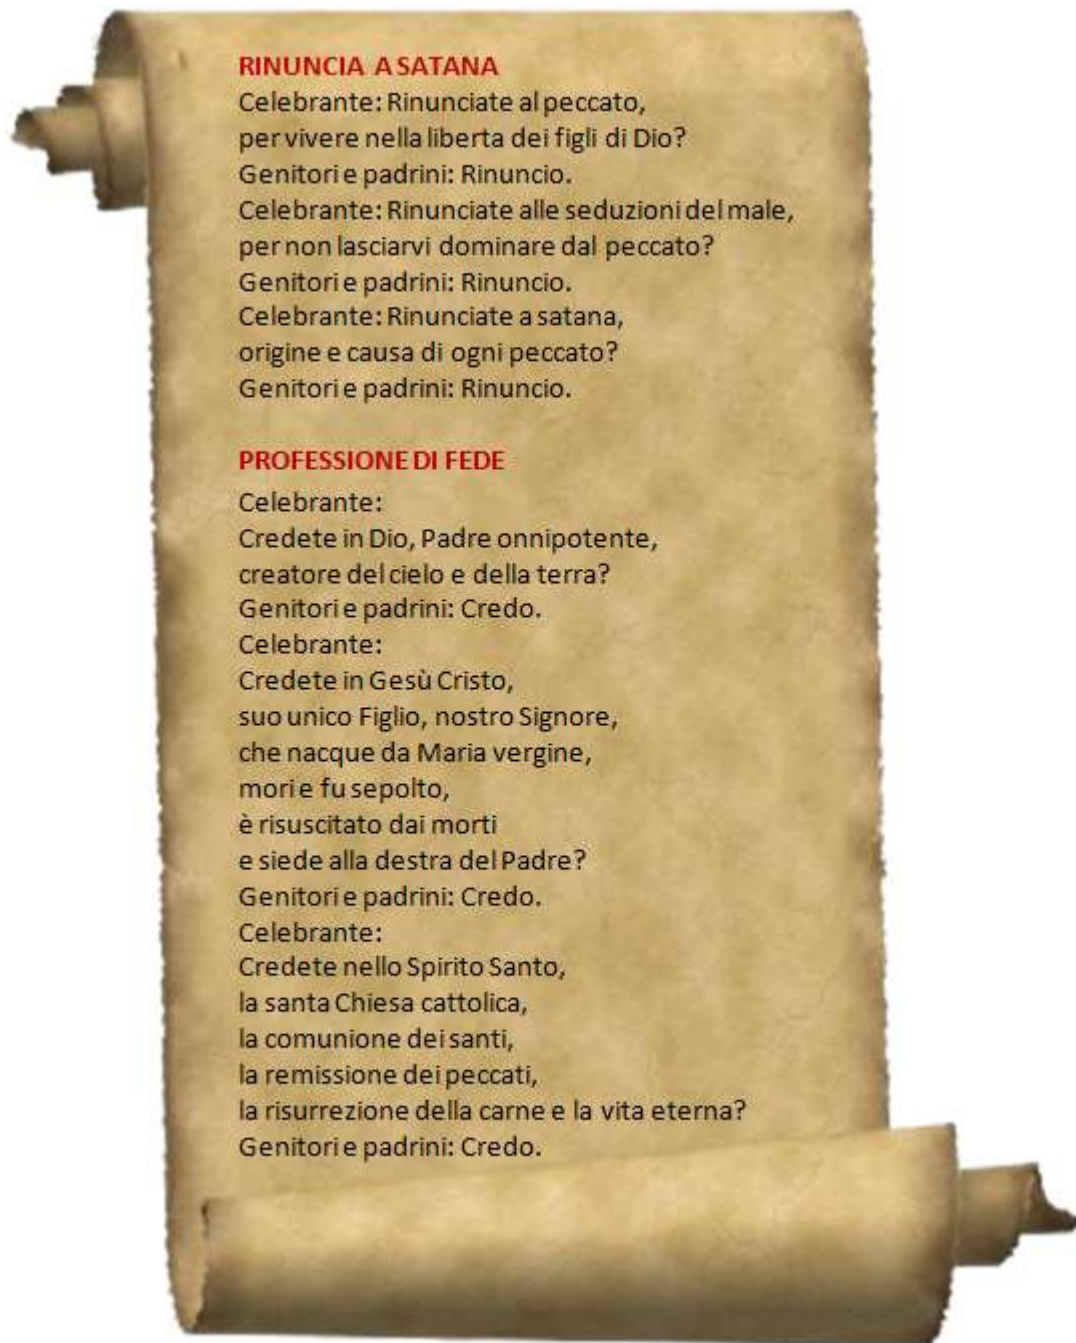 RINUNCIA A SATANA
Celebrante: Rinunciate al peccato,
per vivere nella liberta dei figli di Dio?
Genitori e padrini: Rinuncio.
Celebrante: Rinunciate alle seduzioni del male,
per non lasciarvi dominare dal peccato?
Genitori e padrini: Rinuncio.
Celebrante: Rinunciate a satana,
origine e causa di ogni peccato?
Genitori e padrini: Rinuncio.
PROFESSIONE DI FEDE
Celebrante:
Credete in Dio, Padre onnipotente,
creatore del cielo e della terra?
Genitori e padrini: Credo.
Celebrante:
Credete in Gesù Cristo,
suo unico Figlio, nostro Signore,
che nacque da Maria vergine,
mori e fu sepolto,
è risuscitato dai morti
e siede alla destra del Padre?
Genitori e padrini: Credo.
Celebrante:
Credete nello Spirito Santo,
la santa Chiesa cattolica,
la comunione dei santi,
la remissione dei peccati,
la risurrezione della carne e la vita eterna?
Genitori e padrini: Credo.